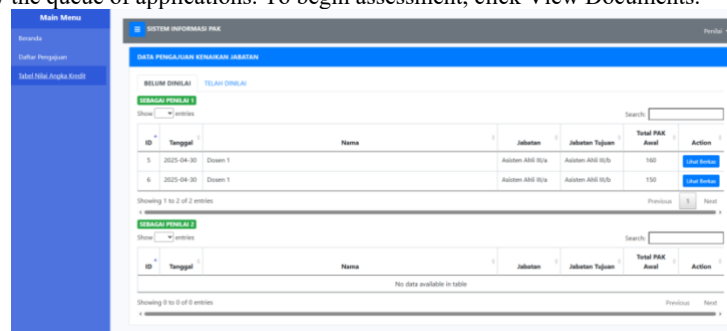 the queue of applications. To begin assessment, click View Documents.
Main Menu
Beranda
Daftar Pengajuan
Tabel Nilai Angka Kredit
SISTEM INFORMASI PAK
Penilai
DATA PENGAJUAN KENAIKAN JABATAN
BELUM DINILAI TELAH DINILAI
SEBAGAI PENILAI 1
Show entries Search:
ID Tanggal Nama Jabatan Jabatan Tujuan Total PAK Awal Action
5 2025-04-30 Dosen 1 Asisten Ahli III/a Asisten Ahli III/b 160 Lihat Berkas
6 2025-04-30 Dosen 1 Asisten Ahli III/a Asisten Ahli III/b 150 Lihat Berkas
Showing 1 to 2 of 2 entries Previous 1 Next
SEBAGAI PENILAI 2
Show entries Search:
ID Tanggal Nama Jabatan Jabatan Tujuan Total PAK Awal Action
No data available in table
Showing 0 to 0 of 0 entries Previous Next